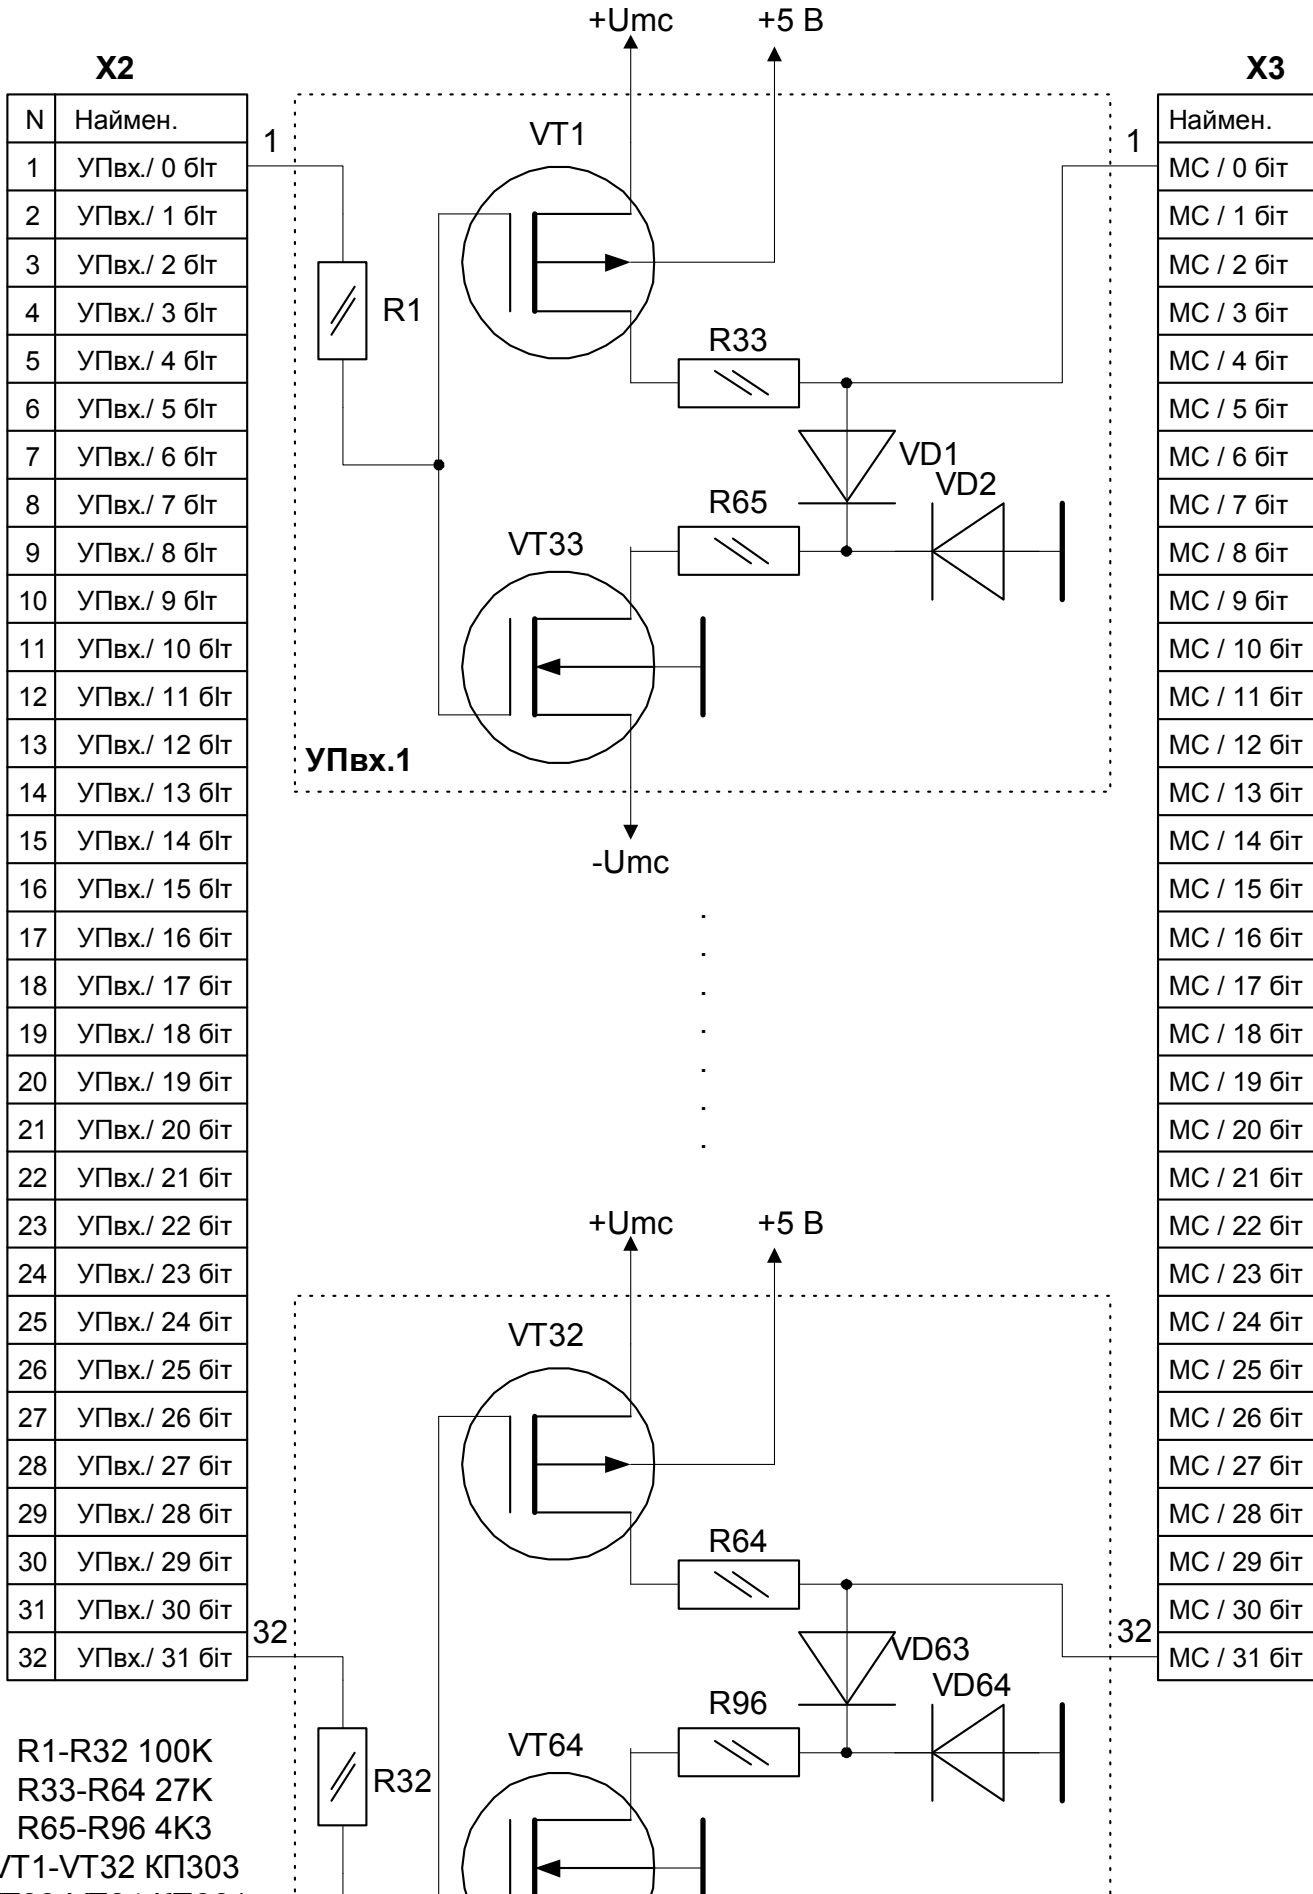 +Umc
+5 В
X2
X3
N Наймен.
1 УПвх./ 0 бІт
2 УПвх./ 1 бІт
3 УПвх./ 2 бІт
4 УПвх./ 3 бІт
5 УПвх./ 4 бІт
6 УПвх./ 5 бІт
7 УПвх./ 6 бІт
8 УПвх./ 7 бІт
9 УПвх./ 8 бІт
10 УПвх./ 9 бІт
11 УПвх./ 10 бІт
12 УПвх./ 11 бІт
13 УПвх./ 12 бІт
14 УПвх./ 13 бІт
15 УПвх./ 14 бІт
16 УПвх./ 15 бІт
17 УПвх./ 16 біт
18 УПвх./ 17 біт
19 УПвх./ 18 біт
20 УПвх./ 19 біт
21 УПвх./ 20 біт
22 УПвх./ 21 біт
23 УПвх./ 22 біт
24 УПвх./ 23 біт
25 УПвх./ 24 біт
26 УПвх./ 25 біт
27 УПвх./ 26 біт
28 УПвх./ 27 біт
29 УПвх./ 28 біт
30 УПвх./ 29 біт
31 УПвх./ 30 біт
32 УПвх./ 31 біт
1
VT1
R1
R33
VD1
VD2
R65
VT33
УПвх.1
-Umc
1
+Umc
+5 В
VT32
R64
VD63
VD64
R96
VT64
R32
32
32
Наймен.
МС / 0 біт
МС / 1 біт
МС / 2 біт
МС / 3 біт
МС / 4 біт
МС / 5 біт
МС / 6 біт
МС / 7 біт
МС / 8 біт
МС / 9 біт
МС / 10 біт
МС / 11 біт
МС / 12 біт
МС / 13 біт
МС / 14 біт
МС / 15 біт
МС / 16 біт
МС / 17 біт
МС / 18 біт
МС / 19 біт
МС / 20 біт
МС / 21 біт
МС / 22 біт
МС / 23 біт
МС / 24 біт
МС / 25 біт
МС / 26 біт
МС / 27 біт
МС / 28 біт
МС / 29 біт
МС / 30 біт
МС / 31 біт
R1-R32 100K
R33-R64 27K
R65-R96 4K3
VT1-VT32 КП303